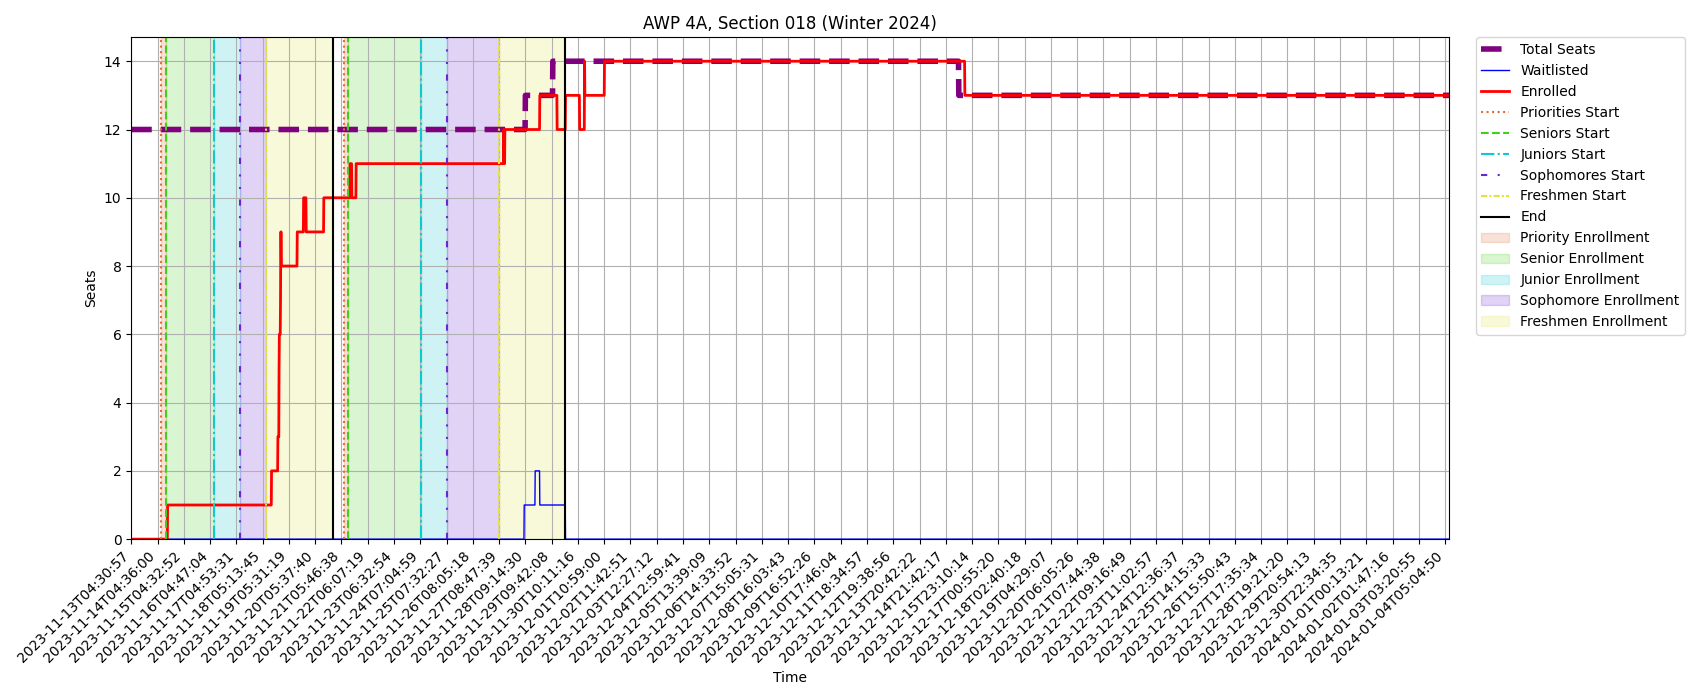 AWP 4A, Section 018 (Winter 2024)
14
12
10
8
6
4
2
0
Seats
2023-11-13T04:30:57
2023-11-14T04:36:00
2023-11-15T04:32:52
2023-11-16T04:47:04
2023-11-17T04:53:31
2023-11-18T05:13:45
2023-11-19T05:31:19
2023-11-20T05:37:40
2023-11-21T05:46:38
2023-11-22T06:07:19
2023-11-23T06:32:54
2023-11-24T07:04:59
2023-11-25T07:32:27
2023-11-26T08:05:18
2023-11-27T08:47:39
2023-11-28T09:14:30
2023-11-29T09:42:08
2023-11-30T10:11:16
2023-12-01T10:59:00
2023-12-02T11:42:51
2023-12-03T12:27:12
2023-12-04T12:59:41
2023-12-05T13:39:09
2023-12-06T14:33:52
2023-12-07T15:05:31
2023-12-08T16:03:43
2023-12-09T16:52:26
2023-12-10T17:46:04
2023-12-11T18:34:57
2023-12-12T19:38:56
2023-12-13T20:42:22
2023-12-14T21:42:17
2023-12-15T23:10:14
2023-12-17T00:55:20
2023-12-18T02:40:18
2023-12-19T04:29:07
2023-12-20T06:05:26
2023-12-21T07:44:38
2023-12-22T09:16:49
2023-12-23T11:02:57
2023-12-24T12:36:37
2023-12-25T14:15:33
2023-12-26T15:50:43
2023-12-27T17:35:34
2023-12-28T19:21:20
2023-12-29T20:54:13
2023-12-30T22:34:35
2024-01-01T00:13:21
2024-01-02T01:47:16
2024-01-03T03:20:55
2024-01-04T05:04:50
Time
Total Seats
Waitlisted
Enrolled
Priorities Start
Seniors Start
Juniors Start
Sophomores Start
Freshmen Start
End
Priority Enrollment
Senior Enrollment
Junior Enrollment
Sophomore Enrollment
Freshmen Enrollment